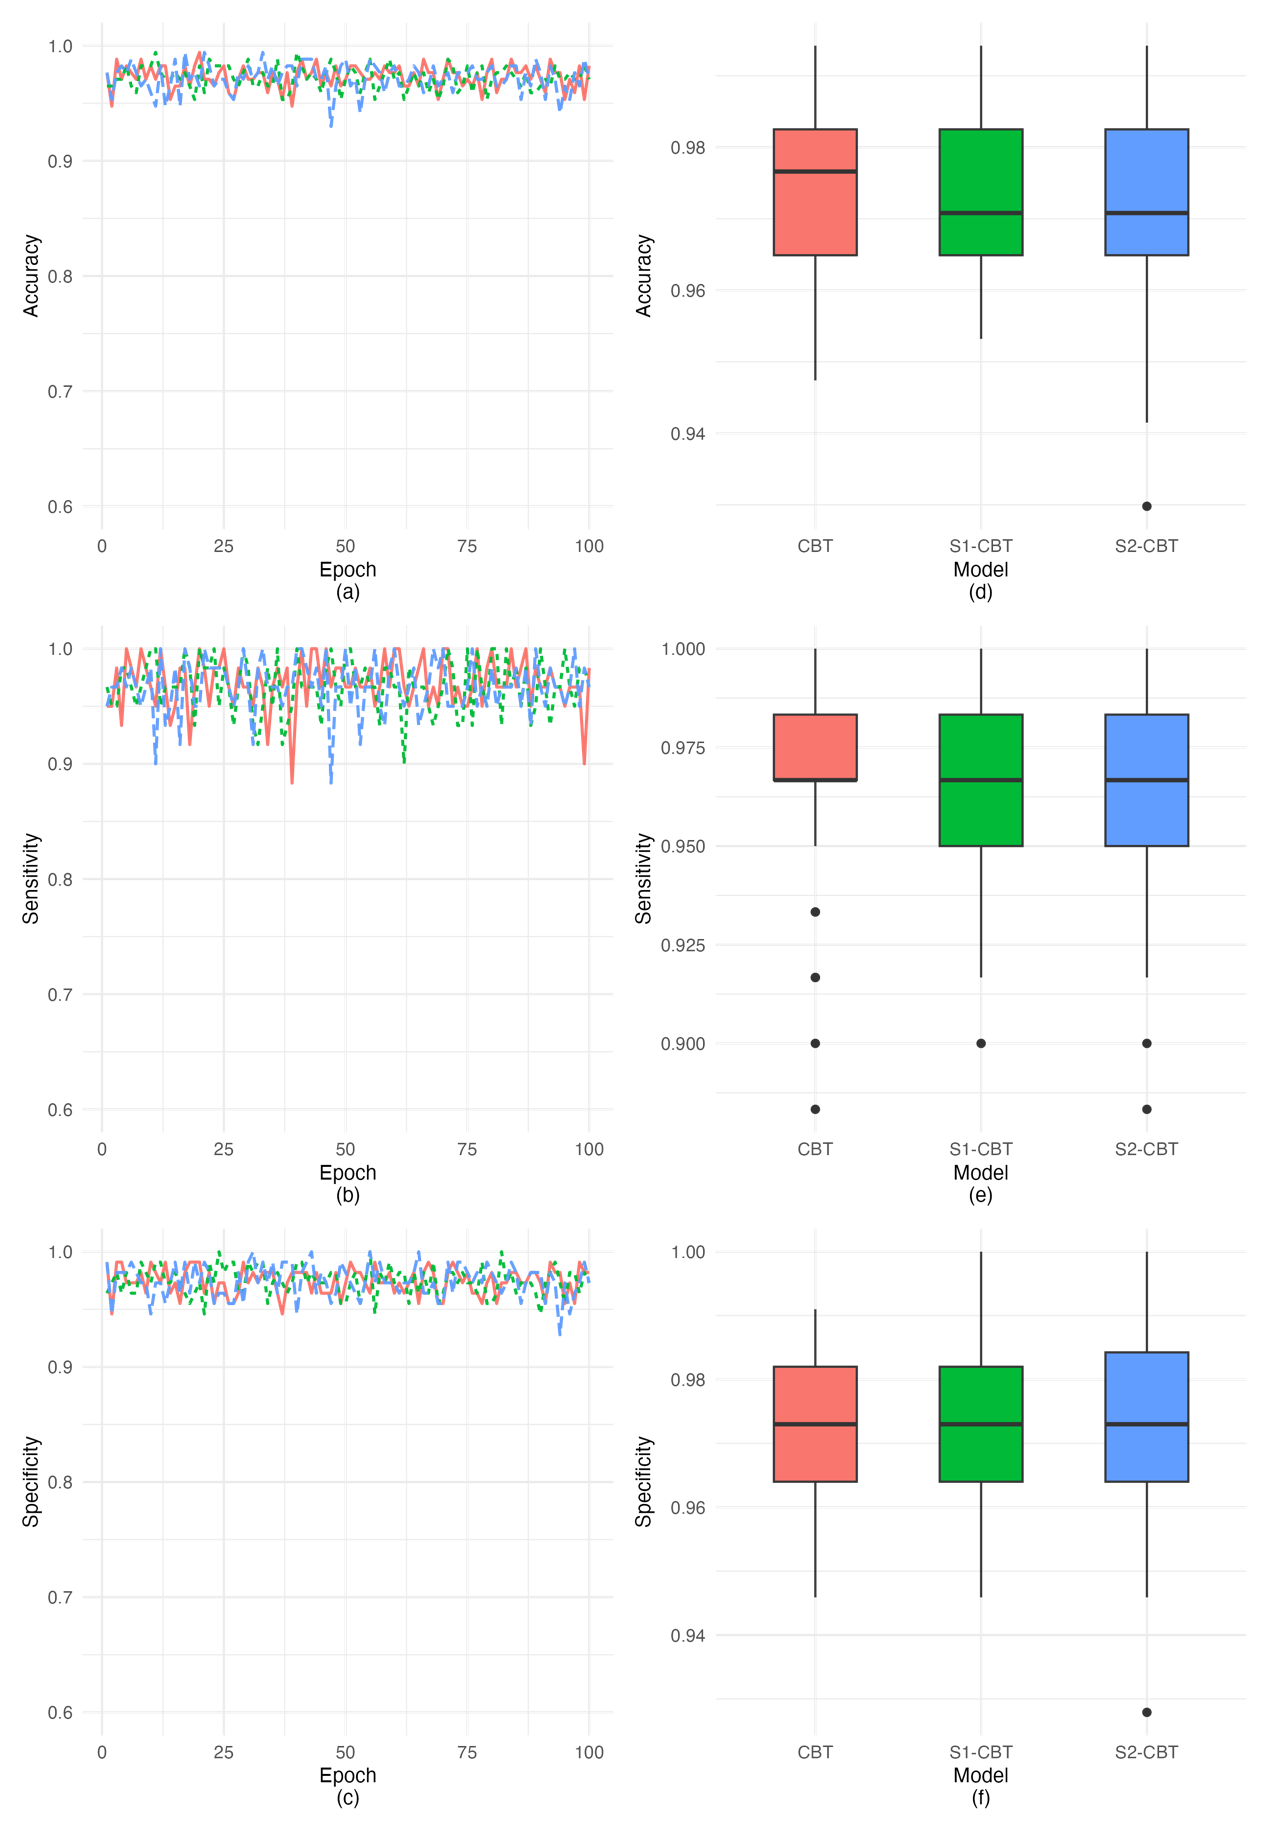 1.0
0.9
0.8
0.7
0.6
Accuracy
0 25 50 75 100
Epoch
(a)
0.98
0.96
0.94
Accuracy
CBT S1-CBT S2-CBT
Model
(d)
1.0
0.9
0.8
0.7
0.6
Sensitivity
0 25 50 75 100
Epoch
(b)
1.000
0.975
0.950
0.925
0.900
Sensitivity
CBT S1-CBT S2-CBT
Model
(e)
1.0
0.9
0.8
0.7
0.6
Specificity
0 25 50 75 100
Epoch
(c)
1.00
0.98
0.96
0.94
Specificity
CBT S1-CBT S2-CBT
Model
(f)